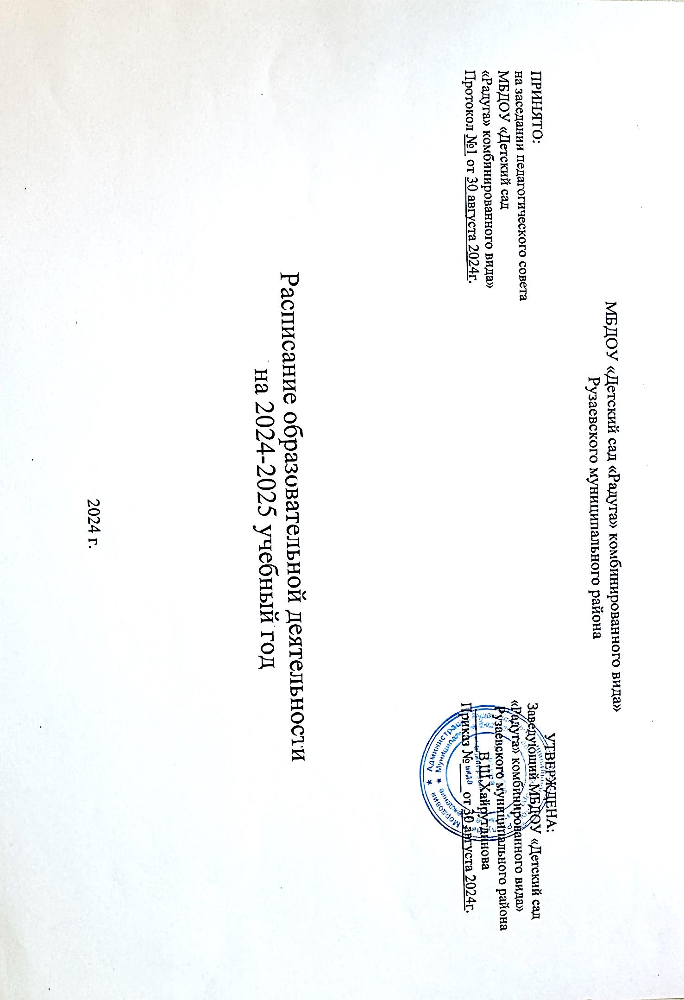 МБДОУ «Детский сад «Радуга» комбинированного вида»
Рузаевского муниципального района
ПРИНЯТО:
на заседании педагогического совета
МБДОУ «Детский сад
«Радуга» комбинированного вида»
Протокол №1 от 30 августа 2024г.
УТВЕРЖДЕНА:
Заведующий МБДОУ «Детский сад
«Радуга» комбинированного вида»
Рузаевского муниципального района
В.Ш.Хайрутдинова
Приказ № от 30 августа 2024г.
Расписание образовательной деятельности
на 2024-2025 учебный год
2024 г.